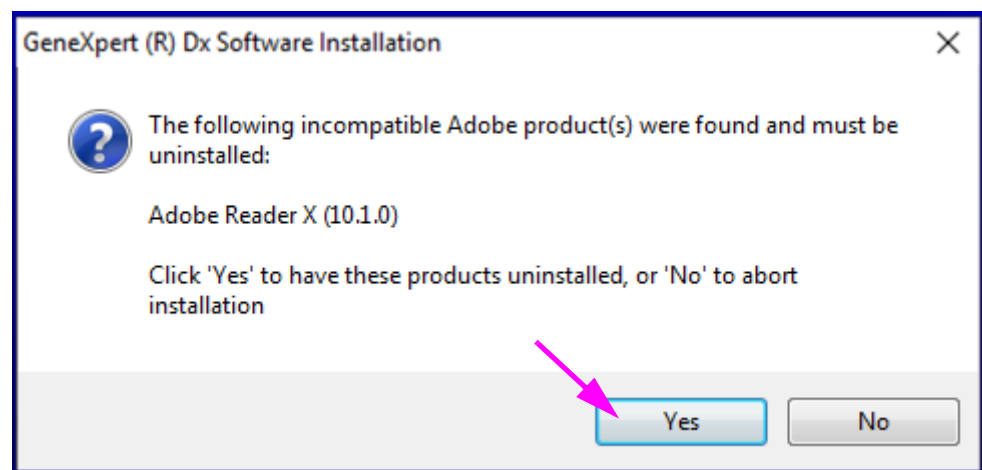 GeneXpert (R) Dx Software Installation
The following incompatible Adobe product(s) were found and must be
uninstalled:
Adobe Reader X (10.1.0)
Click 'Yes' to have these products uninstalled, or 'No' to abort
installation
Yes
No